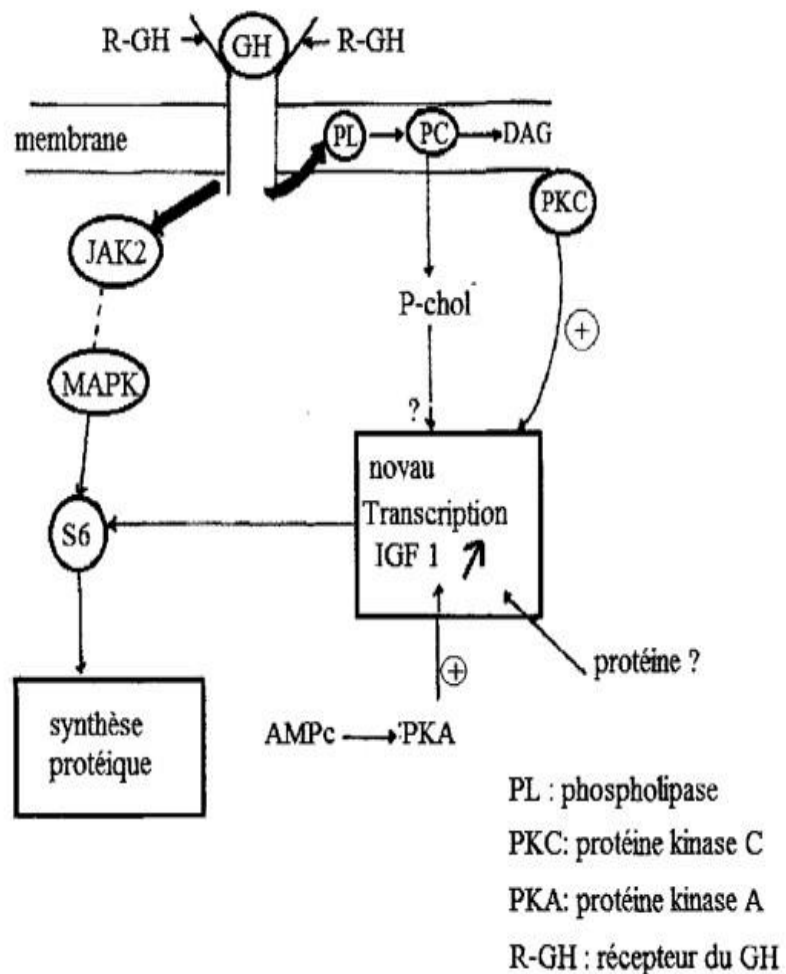 R-GH GH R-GH
membrane PL PC DAG
PKC
JAK2
P-chol
+
MAPK
?
novau
Transcription
S6
IGF 1
protéine ?
+
synthèse
protéique
AMPc PKA
PL : phospholipase
PKC: protéine kinase C
PKA: protéine kinase A
R-GH : récepteur du GH